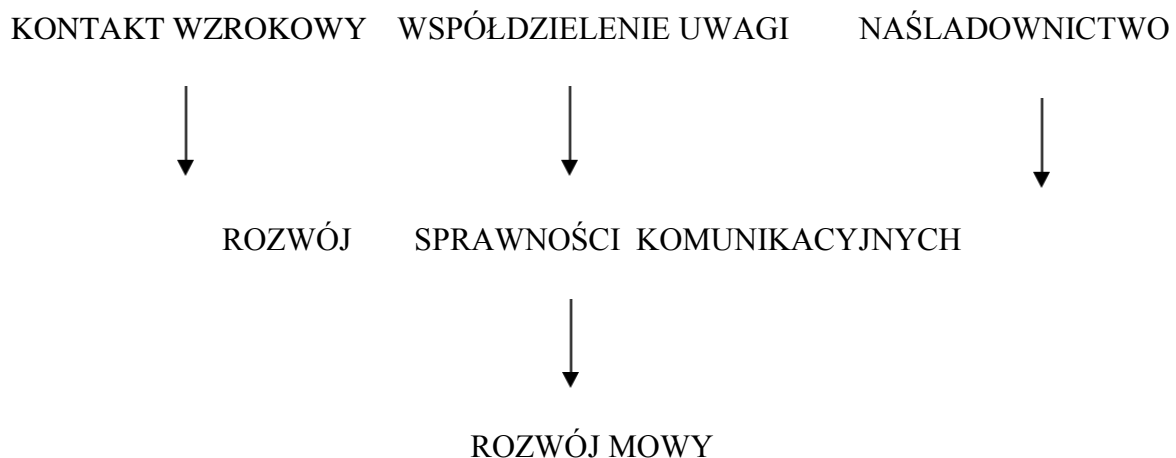 KONTAKT WZROKOWY WSPÓŁDZIELENIE UWAGI NAŚLADOWNICTWO
ROZWÓJ SPRAWNOŚCI KOMUNIKACYJNYCH
ROZWÓJ MOWY